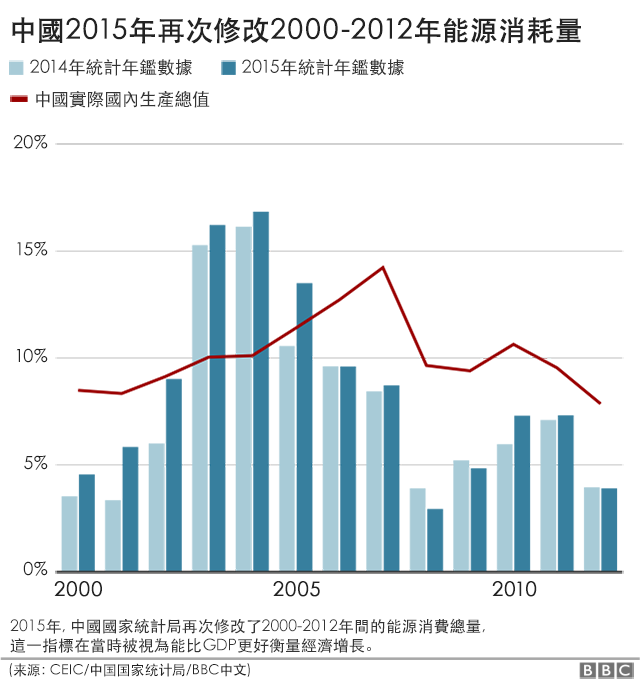 中國2015年再次修改2000-2012年能源消耗量
2014年統計年鑑數據 2015年統計年鑑數據
中國實際國內生產總值
20%
15%
10%
5%
0%
2000 2005 2010
2015年, 中國國家統計局再次修改了2000-2012年間的能源消費總量,
這一指標在當時被視為能比GDP更好衡量經濟增長。
(來源: CEIC/中国国家统计局/BBC中文) BBC